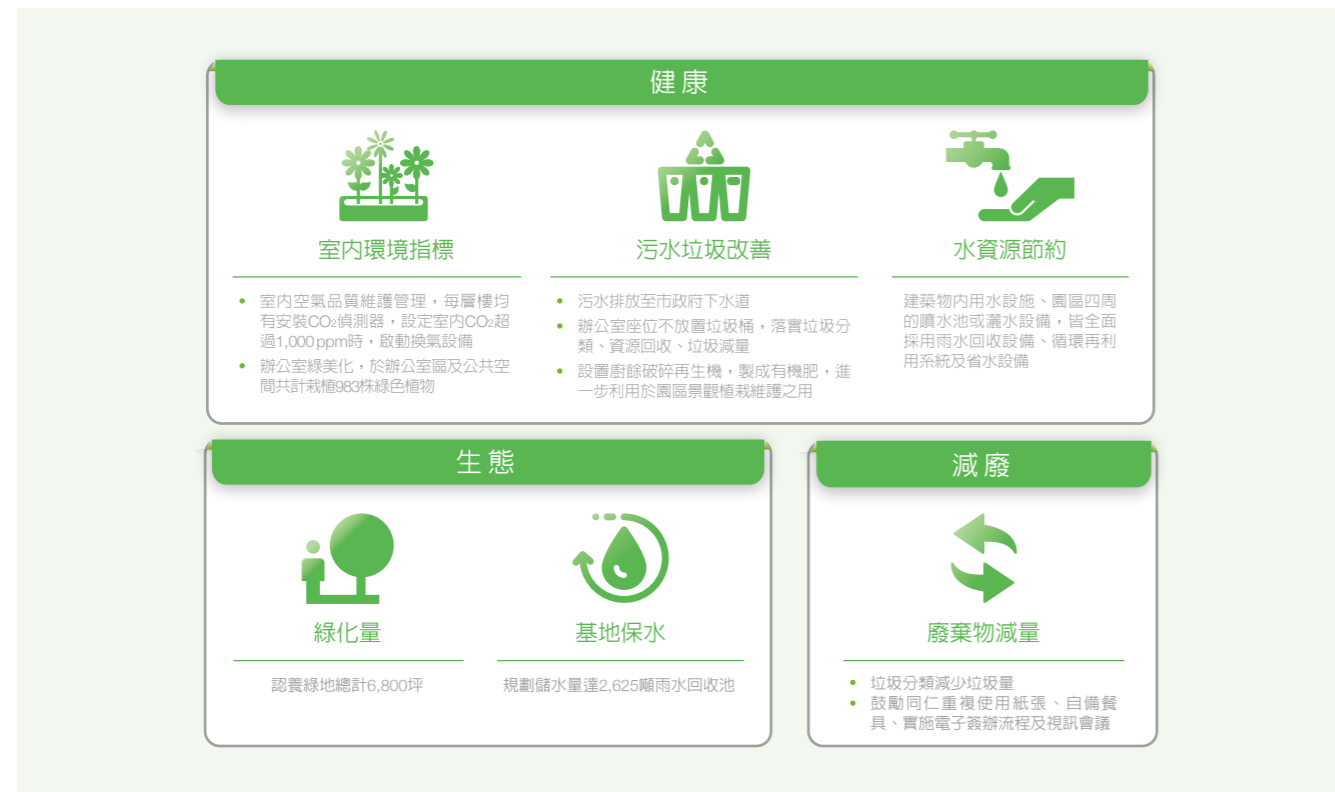 健康
室內環境指標
• 室內空氣品質維護管理，每層樓均
有安裝CO₂偵測器，設定室內CO₂超
過1,000 ppm時，啟動換氣設備
• 辦公室綠美化，於辦公室區及公共空
間共計栽植983株綠色植物
污水垃圾改善
• 污水排放至市政府下水道
• 辦公室座位不放置垃圾桶，落實垃圾分
類、資源回收、垃圾減量
• 設置廚餘破碎再生機，製成有機肥，進
一步利用於園區景觀植栽維護之用
水資源節約
建築物內用水設施、園區四周
的噴水池或灑水設備，皆全面
採用雨水回收設備、循環再利
用系統及省水設備
生態
綠化量
認養綠地總計6,800坪
基地保水
規劃儲水量達2,625噸雨水回收池
減廢
廢棄物減量
• 垃圾分類減少垃圾量
• 鼓勵同仁重複使用紙張、自備餐
具、實施電子簽辦流程及視訊會議